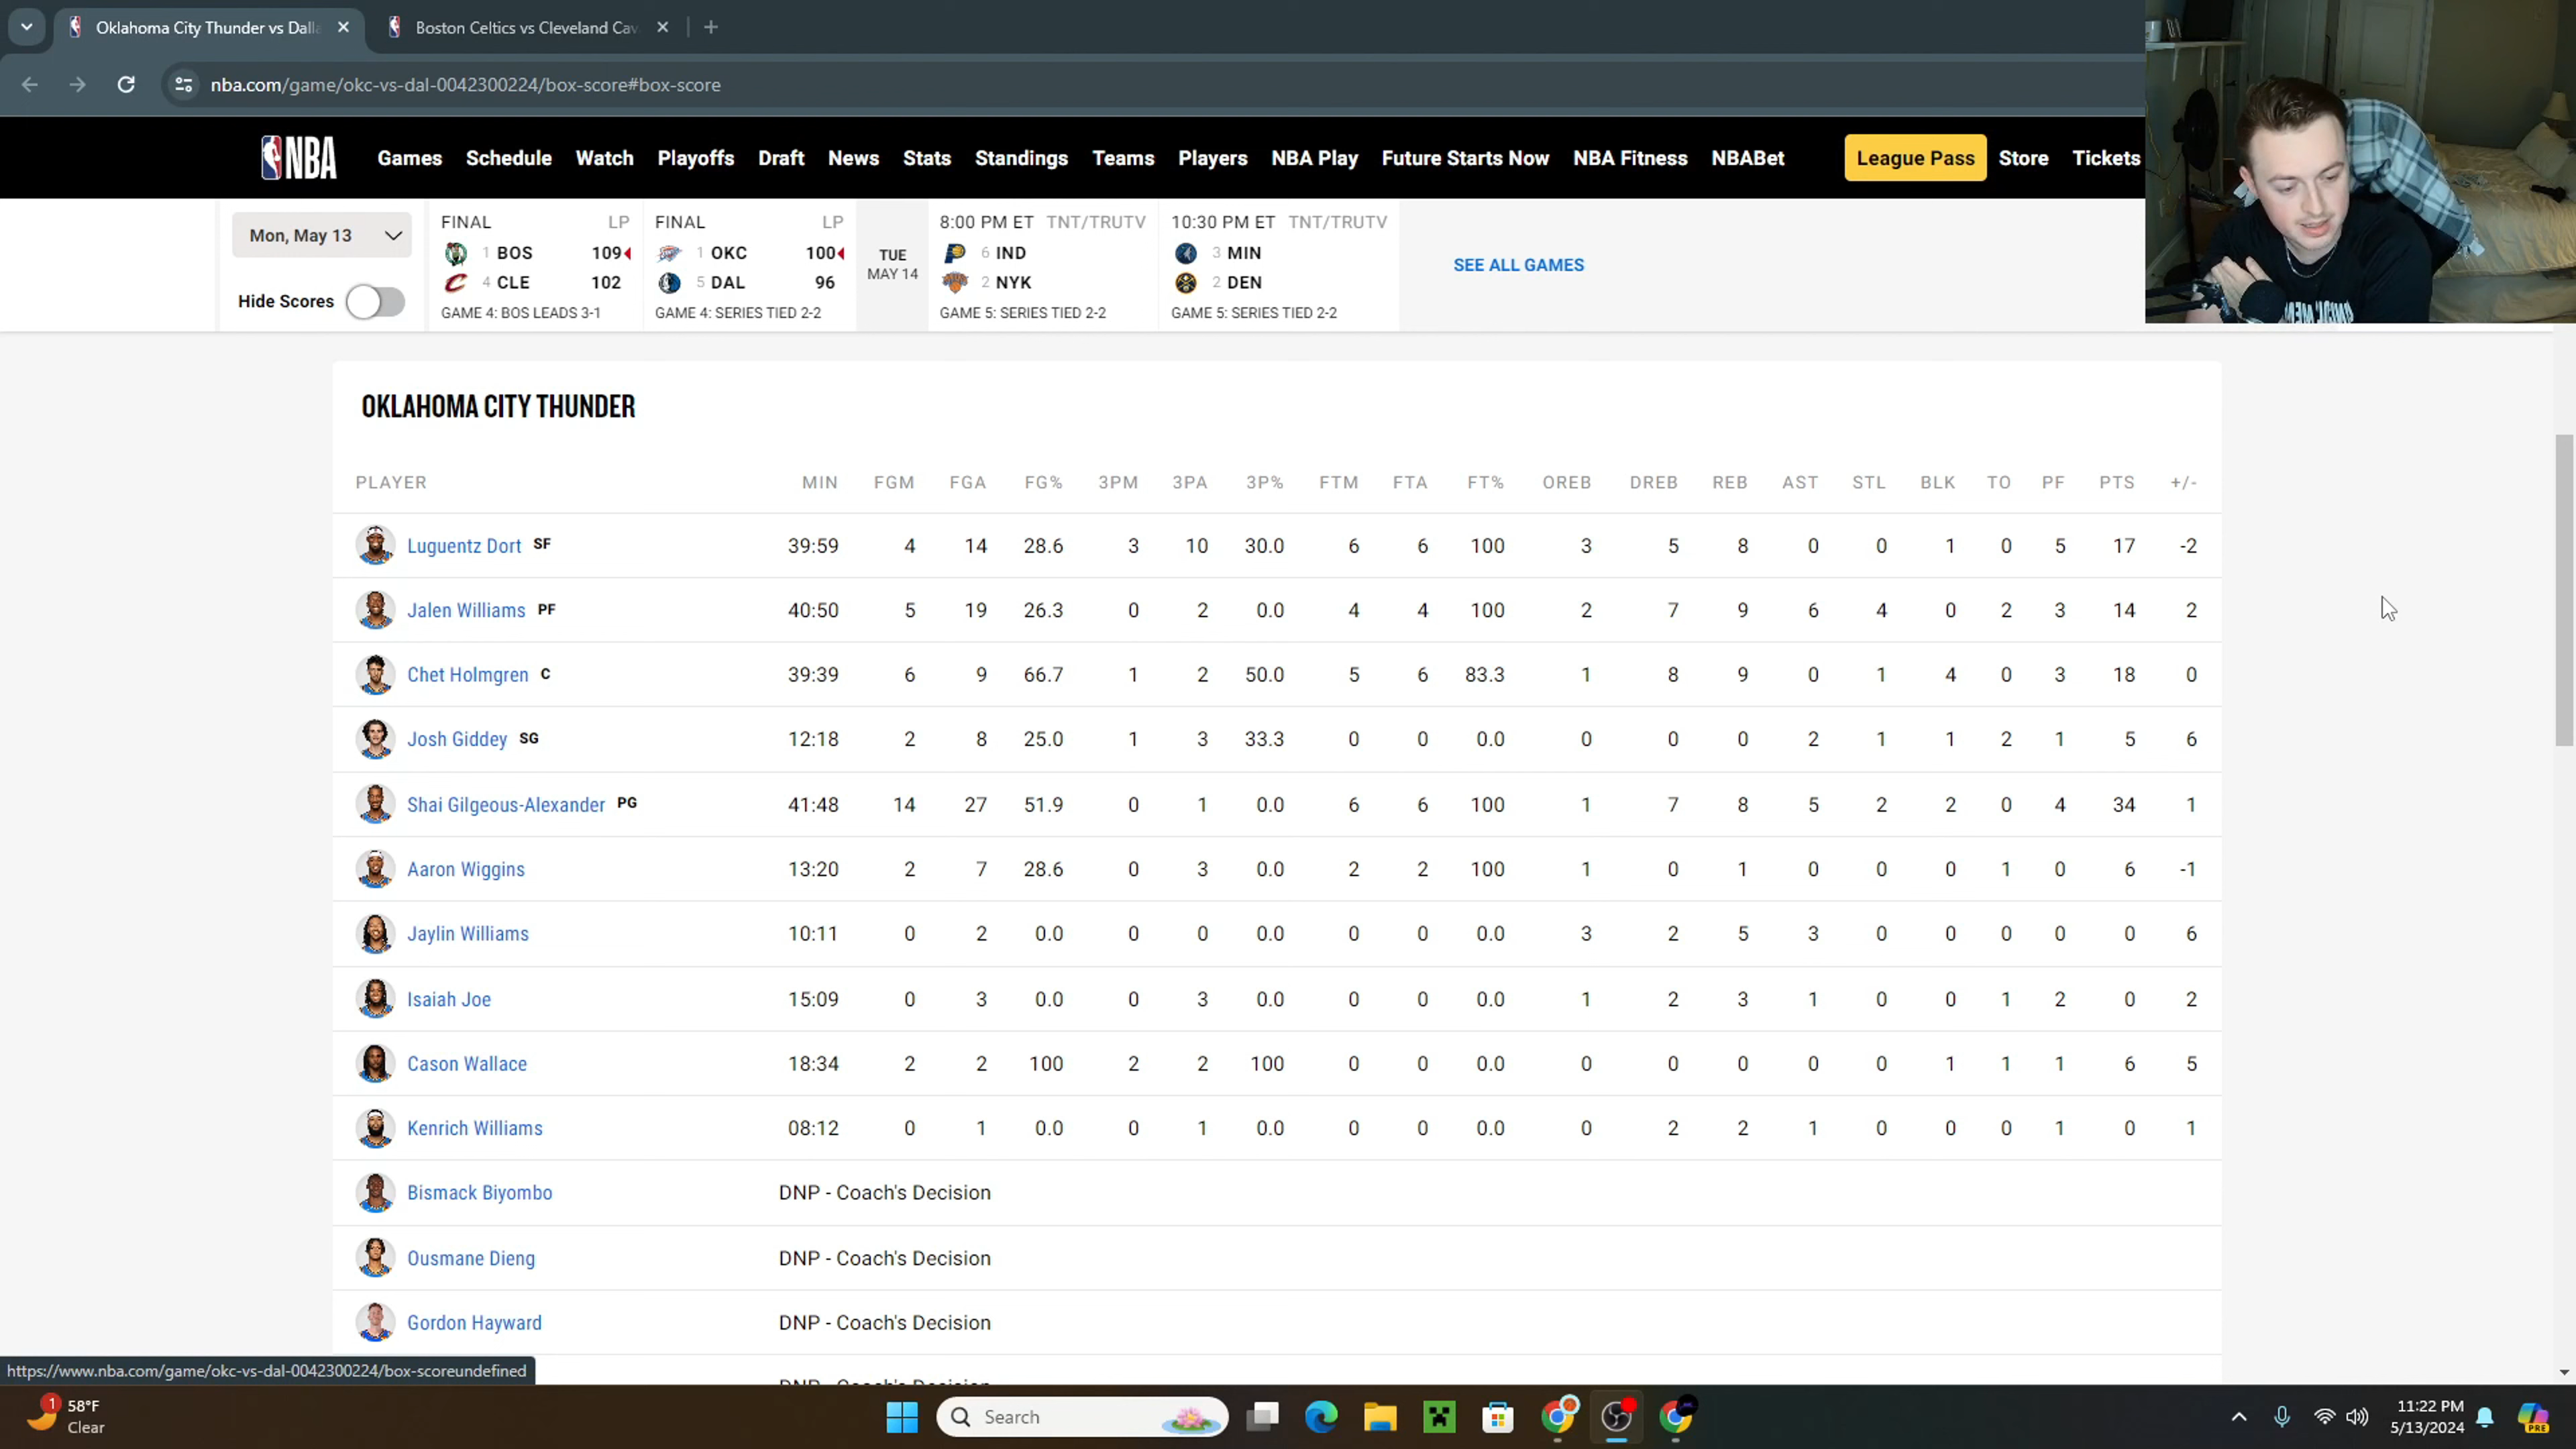 Oklahoma City Thunder vs Dall
Boston Celtics vs Cleveland Cav
nba.com/game/okc-vs-dal-0042300224/box-score#box-score
NBA Games Schedule Watch Playoffs Draft News Stats Standings Teams Players NBA Play Future Starts Now NBA Fitness NBABet League Pass Store Tickets
Mon, May 13
Hide Scores
FINAL LP
1 BOS 109
4 CLE 102
GAME 4: BOS LEADS 3-1
FINAL LP
1 OKC 100
5 DAL 96
GAME 4: SERIES TIED 2-2
TUE
MAY 14
8:00 PM ET TNT/TRUTV
6 IND
2 NYK
GAME 5: SERIES TIED 2-2
10:30 PM ET TNT/TRUTV
3 MIN
2 DEN
GAME 5: SERIES TIED 2-2
SEE ALL GAMES
OKLAHOMA CITY THUNDER
PLAYER MIN FGM FGA FG% 3PM 3PA 3P% FTM FTA FT% OREB DREB REB AST STL BLK TO PF PTS +/-
Luguentz Dort SF 39:59 4 14 28.6 3 10 30.0 6 6 100 3 5 8 0 0 1 0 5 17 -2
Jalen Williams PF 40:50 5 19 26.3 0 2 0.0 4 4 100 2 7 9 6 4 0 2 3 14 2
Chet Holmgren C 39:39 6 9 66.7 1 2 50.0 5 6 83.3 1 8 9 0 1 4 0 3 18 0
Josh Giddey SG 12:18 2 8 25.0 1 3 33.3 0 0 0.0 0 0 0 2 1 1 2 1 5 6
Shai Gilgeous-Alexander PG 41:48 14 27 51.9 0 1 0.0 6 6 100 1 7 8 5 2 2 0 4 34 1
Aaron Wiggins 13:20 2 7 28.6 0 3 0.0 2 2 100 1 0 1 0 0 0 1 0 6 -1
Jaylin Williams 10:11 0 2 0.0 0 0 0.0 0 0 0.0 3 2 5 3 0 0 0 0 0 6
Isaiah Joe 15:09 0 3 0.0 0 3 0.0 0 0 0.0 1 2 3 1 0 0 1 2 0 2
Cason Wallace 18:34 2 2 100 2 2 100 0 0 0.0 0 0 0 0 0 1 1 1 6 5
Kenrich Williams 08:12 0 1 0.0 0 1 0.0 0 0 0.0 0 2 2 1 0 0 0 1 0 1
Bismack Biyombo DNP - Coach's Decision
Ousmane Dieng DNP - Coach's Decision
Gordon Hayward DNP - Coach's Decision
DNP - Coach's Decision
https://www.nba.com/game/okc-vs-dal-0042300224/box-scoreundefined
1
58°F
Clear
Search
11:22 PM
5/13/2024
PRE